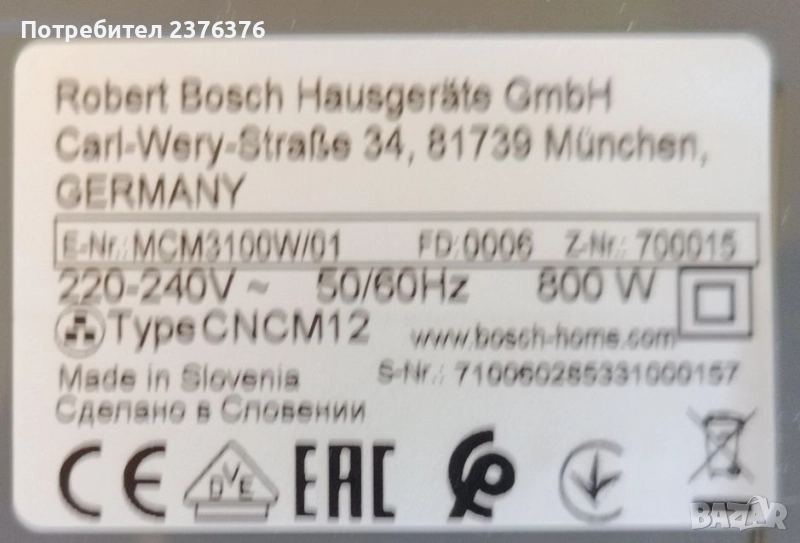 Потребител 2376376
Robert Bosch Hausgeräte GmbH
Carl-Wery-Straße 34, 81739 München,
GERMANY
E-Nr.: MCM3100W/01 FD:0006 Z-Nr.: 700015
220-240V ~ 50/60Hz 800 W
Type CNCM12 www.bosch-home.com
Made in Slovenia S-Nr.: 710060285331000157
Сделано в Словении
CE DVE EAC
BAZAR